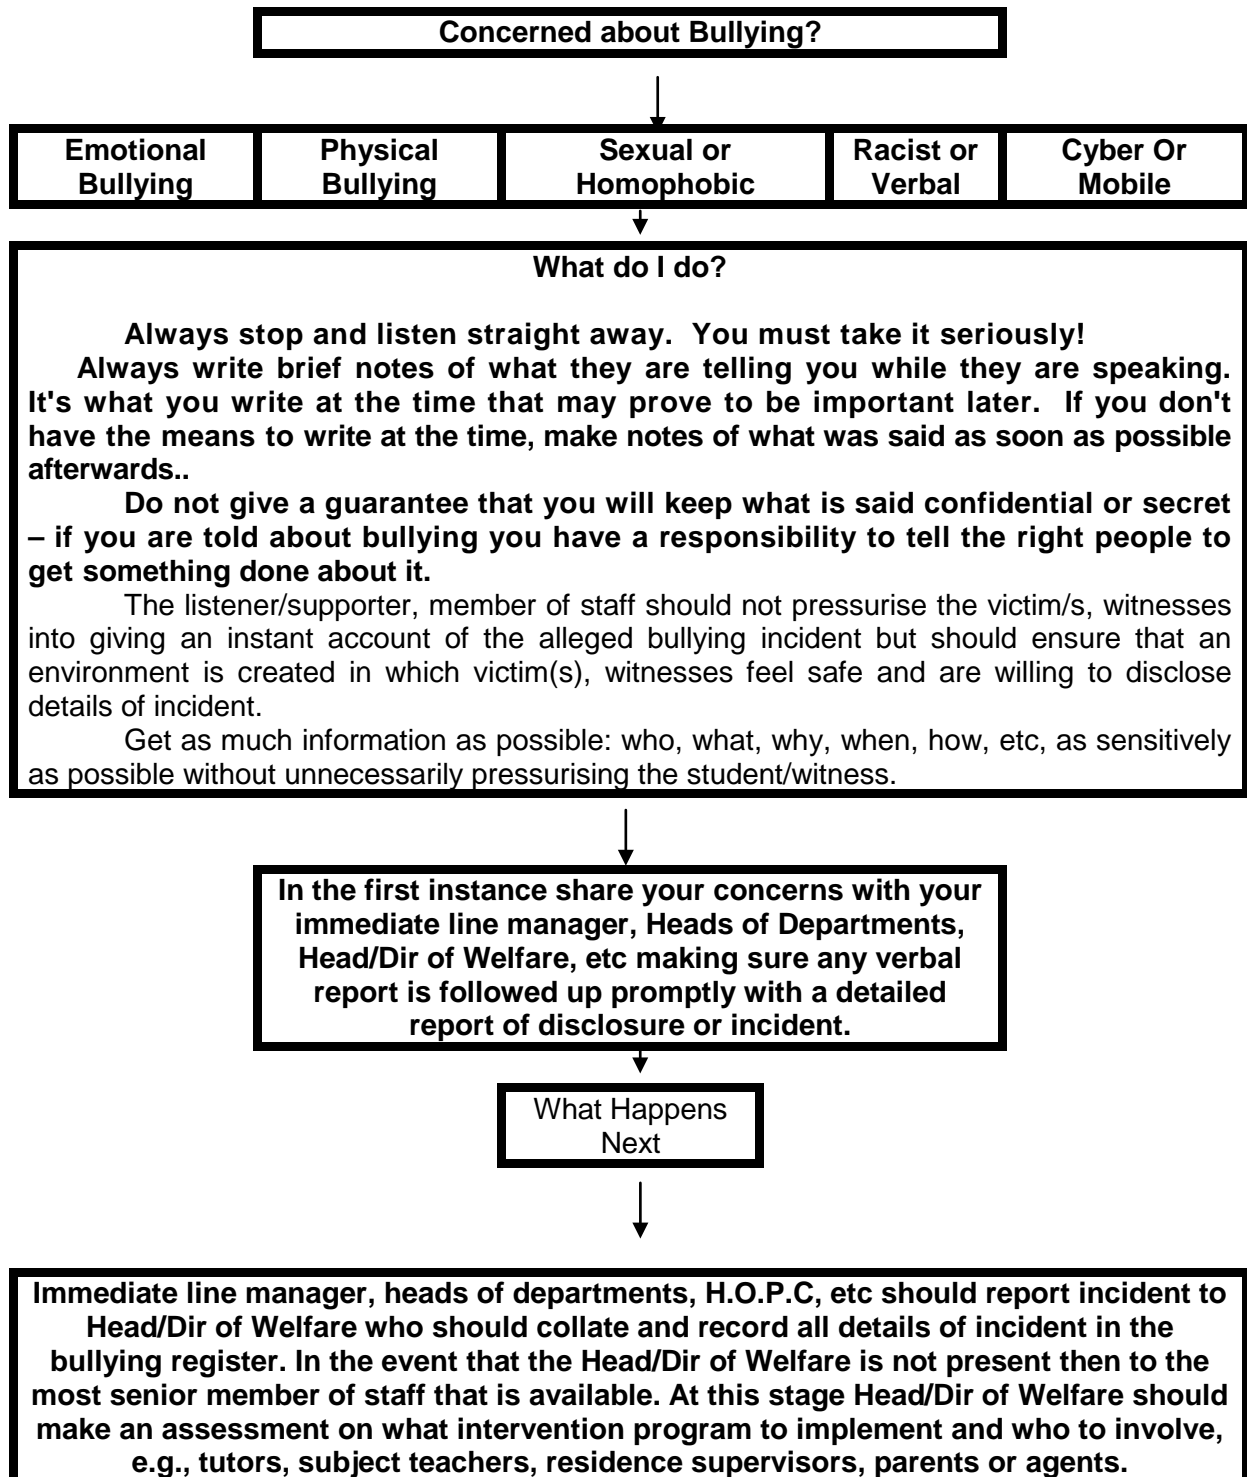 Concerned about Bullying?
Emotional Bullying
Physical Bullying
Sexual or Homophobic
Racist or Verbal
Cyber Or Mobile
What do I do?
Always stop and listen straight away.  You must take it seriously!
Always write brief notes of what they are telling you while they are speaking.
It's what you write at the time that may prove to be important later.  If you don't
have the means to write at the time, make notes of what was said as soon as possible
afterwards..
Do not give a guarantee that you will keep what is said confidential or secret
– if you are told about bullying you have a responsibility to tell the right people to
get something done about it.
The listener/supporter, member of staff should not pressurise the victim/s, witnesses
into giving an instant account of the alleged bullying incident but should ensure that an
environment is created in which victim(s), witnesses feel safe and are willing to disclose
details of incident.
Get as much information as possible: who, what, why, when, how, etc, as sensitively
as possible without unnecessarily pressurising the student/witness.
In the first instance share your concerns with your
immediate line manager, Heads of Departments,
Head/Dir of Welfare, etc making sure any verbal
report is followed up promptly with a detailed
report of disclosure or incident.
What Happens
Next
Immediate line manager, heads of departments, H.O.P.C, etc should report incident to
Head/Dir of Welfare who should collate and record all details of incident in the
bullying register. In the event that the Head/Dir of Welfare is not present then to the
most senior member of staff that is available. At this stage Head/Dir of Welfare should
make an assessment on what intervention program to implement and who to involve,
e.g., tutors, subject teachers, residence supervisors, parents or agents.